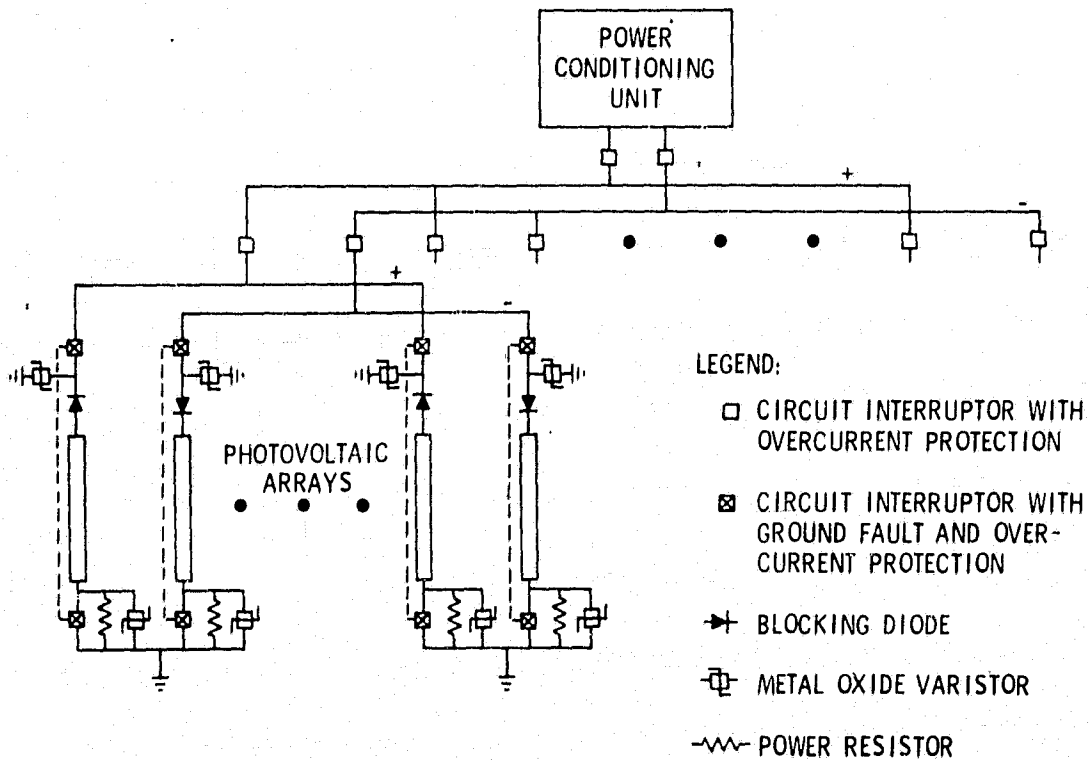 POWER
CONDITIONING
UNIT
+
-
+
-
PHOTOVOLTAIC
ARRAYS
LEGEND:
CIRCUIT INTERRUPTOR WITH
OVERCURRENT PROTECTION
CIRCUIT INTERRUPTOR WITH
GROUND FAULT AND OVER-
CURRENT PROTECTION
BLOCKING DIODE
METAL OXIDE VARISTOR
POWER RESISTOR